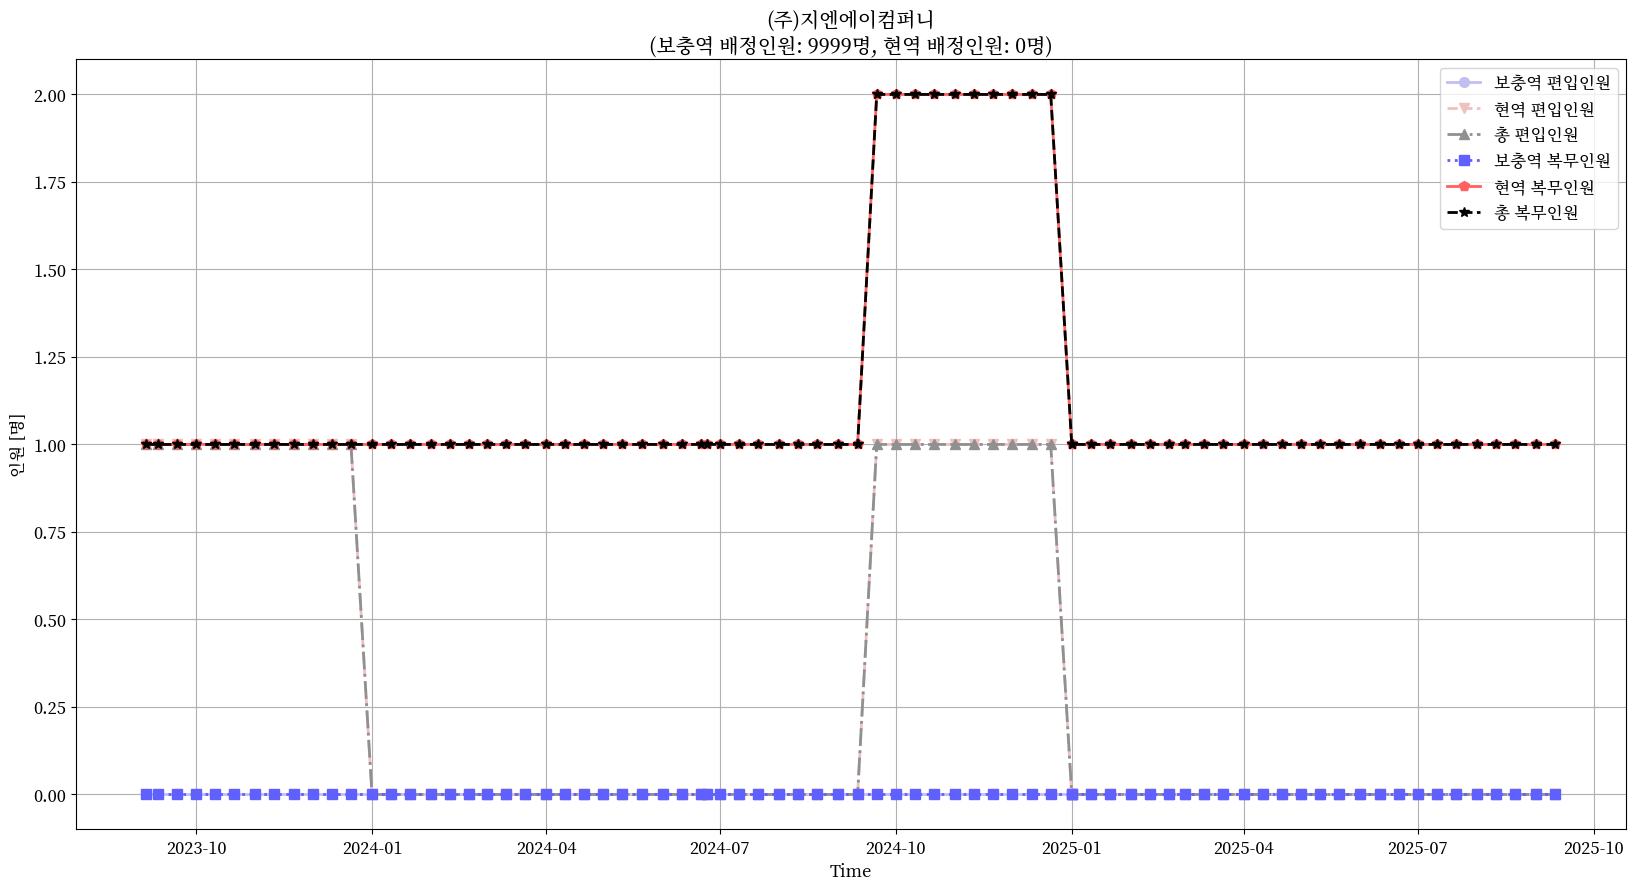 (주)지엔에이컴퍼니
(보충역 배정인원: 9999명, 현역 배정인원: 0명)
보충역 편입인원
현역 편입인원
총 편입인원
보충역 복무인원
현역 복무인원
총 복무인원
인원 [명]
2.00
1.75
1.50
1.25
1.00
0.75
0.50
0.25
0.00
2023-10
2024-01
2024-04
2024-07
2024-10
2025-01
2025-04
2025-07
2025-10
Time